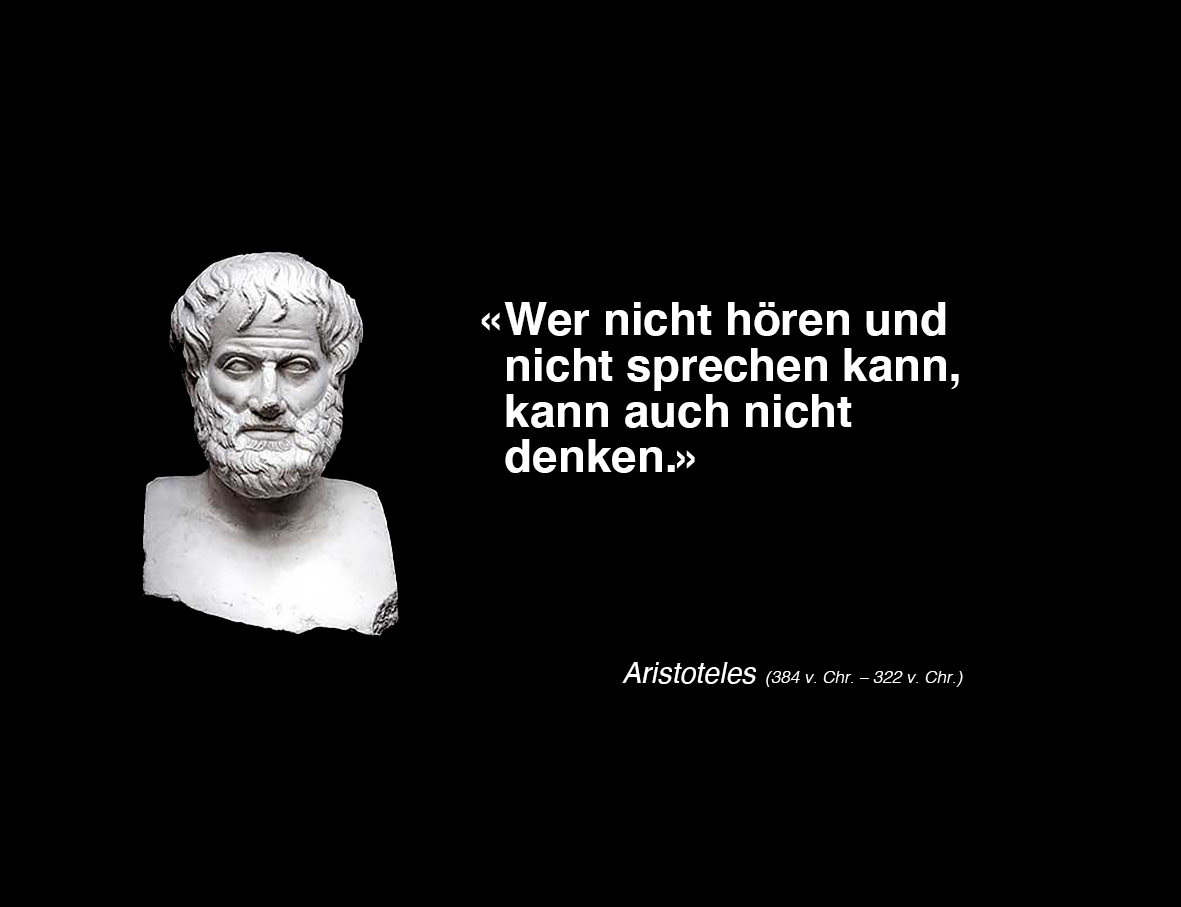 «Wer nicht hören und
nicht sprechen kann,
kann auch nicht
denken.»
Aristoteles (384 v. Chr. – 322 v. Chr.)